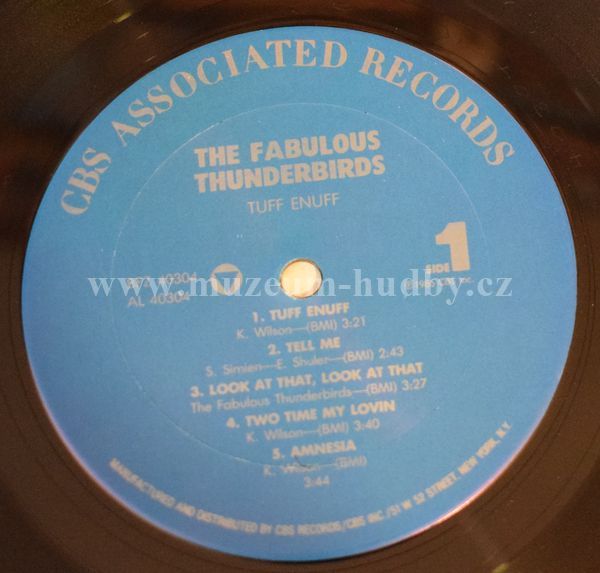 CBS ASSOCIATED RECORDS
THE FABULOUS
THUNDERBIRDS
TUFF ENUFF
40304
AL 40304
SIDE 1
www.muzeum-hudby.cz
1. TUFF ENUFF
K. Wilson—(BMI) 3:21
2. TELL ME
S. Simien—E. Shuler—(BMI) 2:43
3. LOOK AT THAT, LOOK AT THAT
The Fabulous Thunderbirds—(BMI) 3:27
4. TWO TIME MY LOVIN
K. Wilson—(BMI) 3:40
5. AMNESIA
K. Wilson—(BMI)
3:44
MANUFACTURED AND DISTRIBUTED BY CBS RECORDS/CBS INC./51 W. 52 STREET, NEW YORK, N.Y.